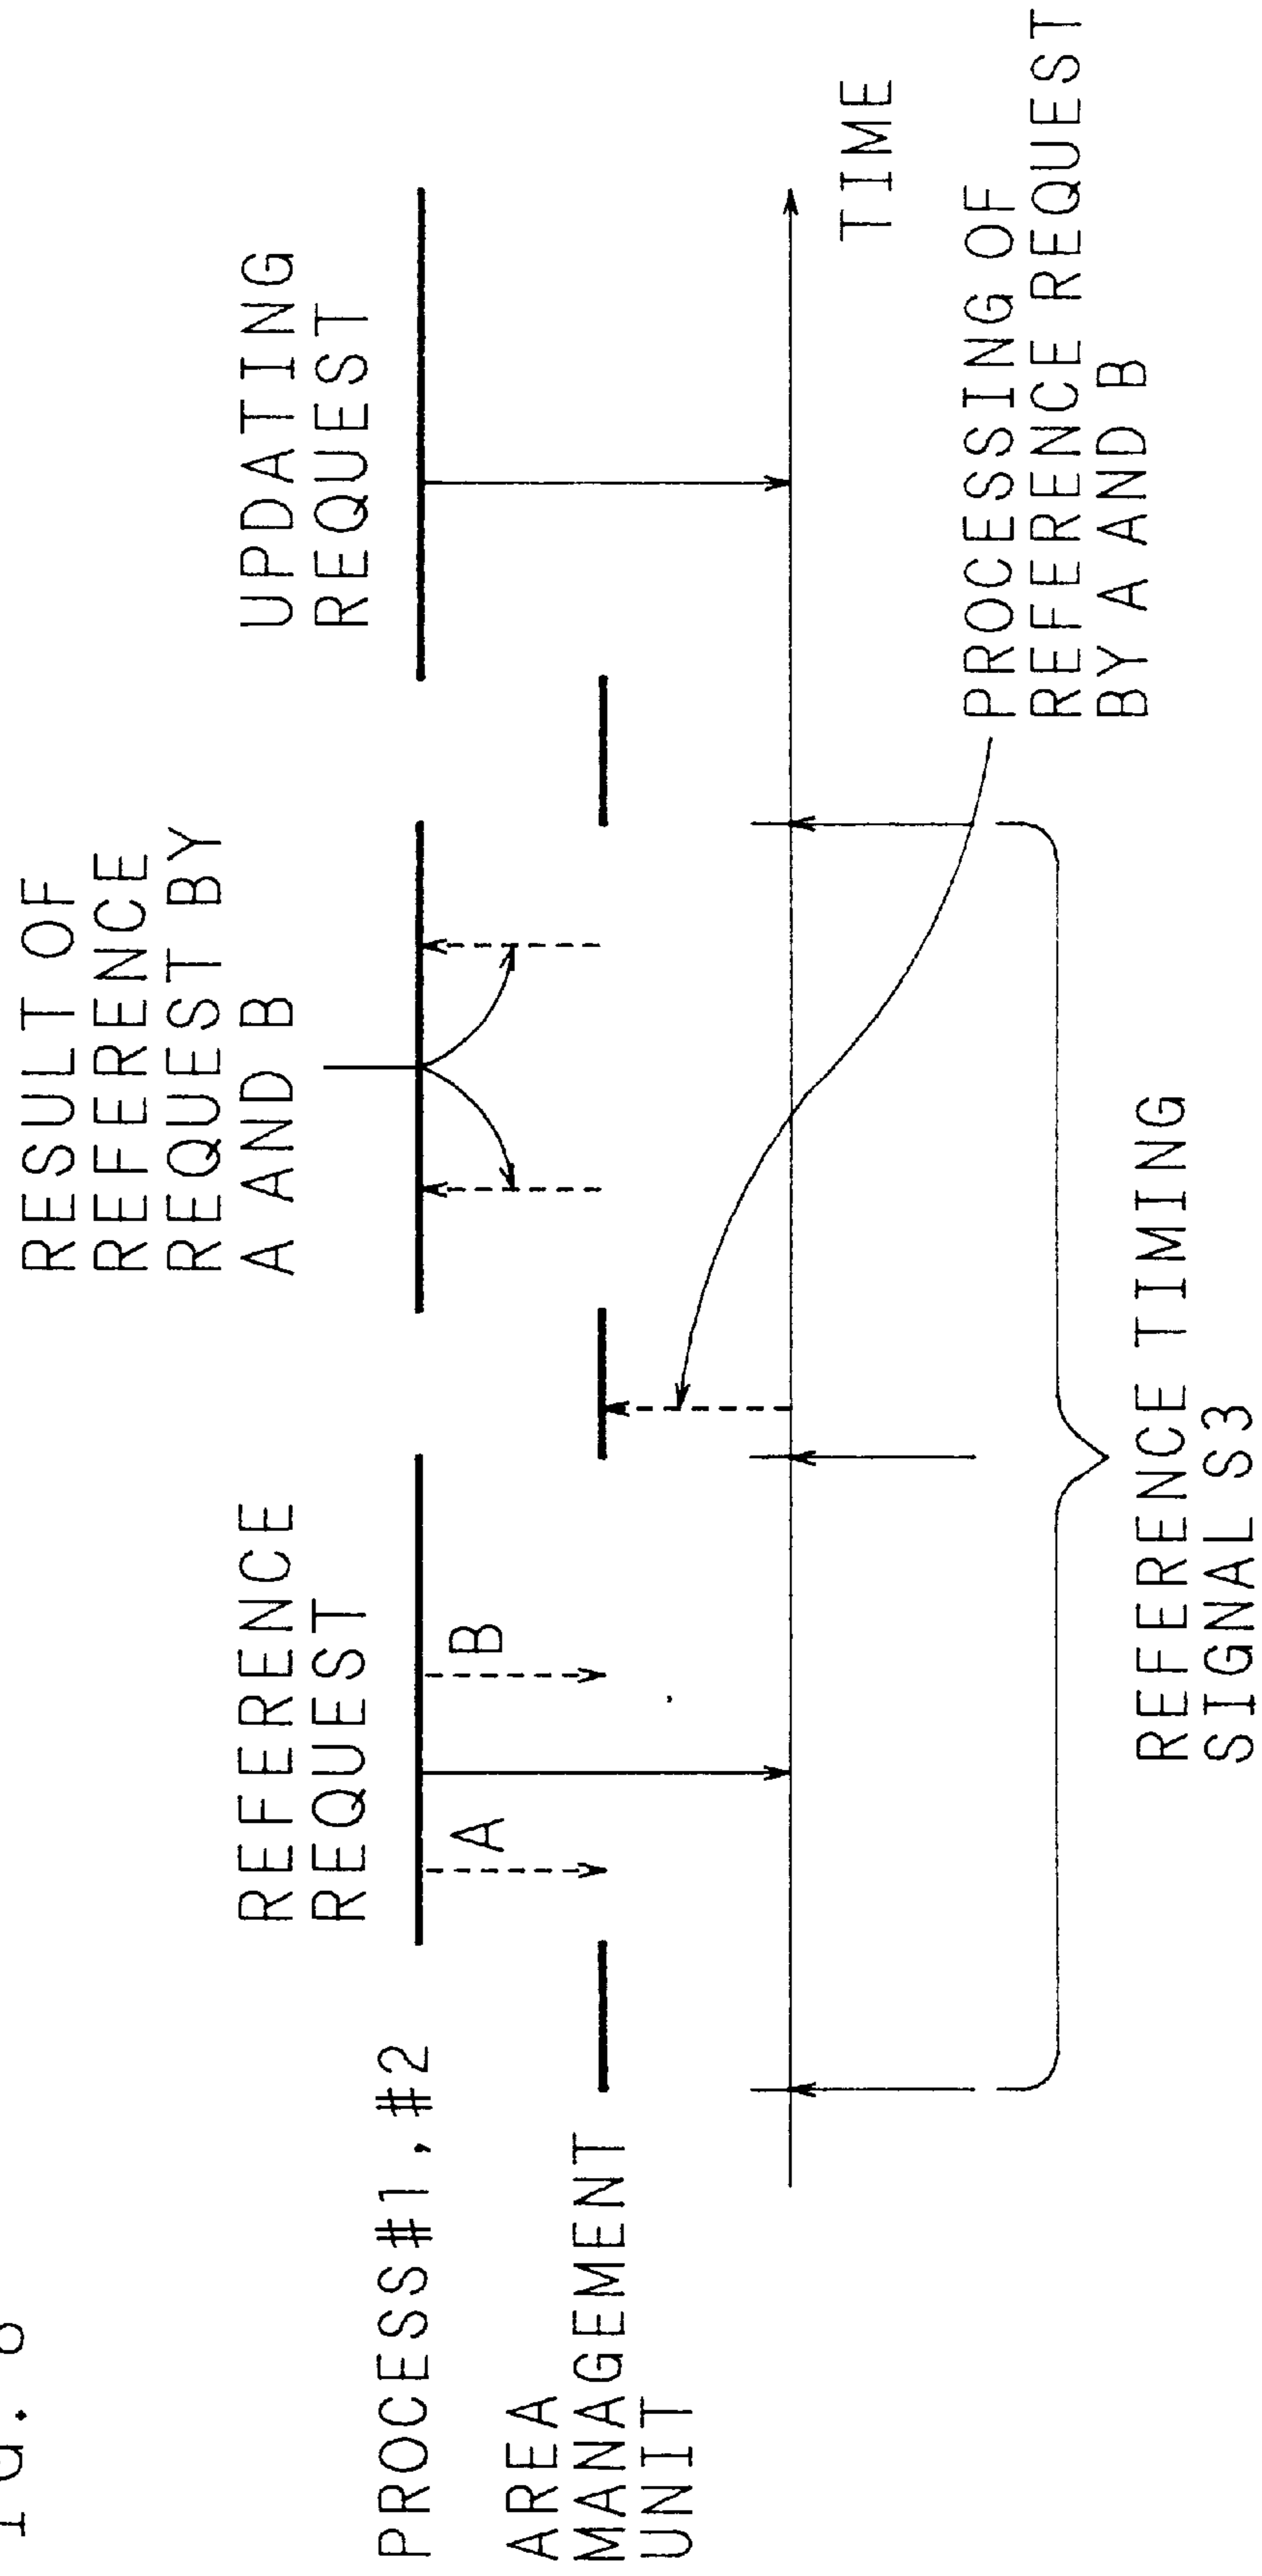 RESULT OF
REFERENCE
REQUEST BY
A AND B
REFERENCE
REQUEST
UPDATING
REQUEST
PROCESS#1,#2
A
B
AREA
MANAGEMENT
UNIT
TIME
PROCESSING OF
REFERENCE REQUEST
BY A AND B
REFERENCE TIMING
SIGNAL S3